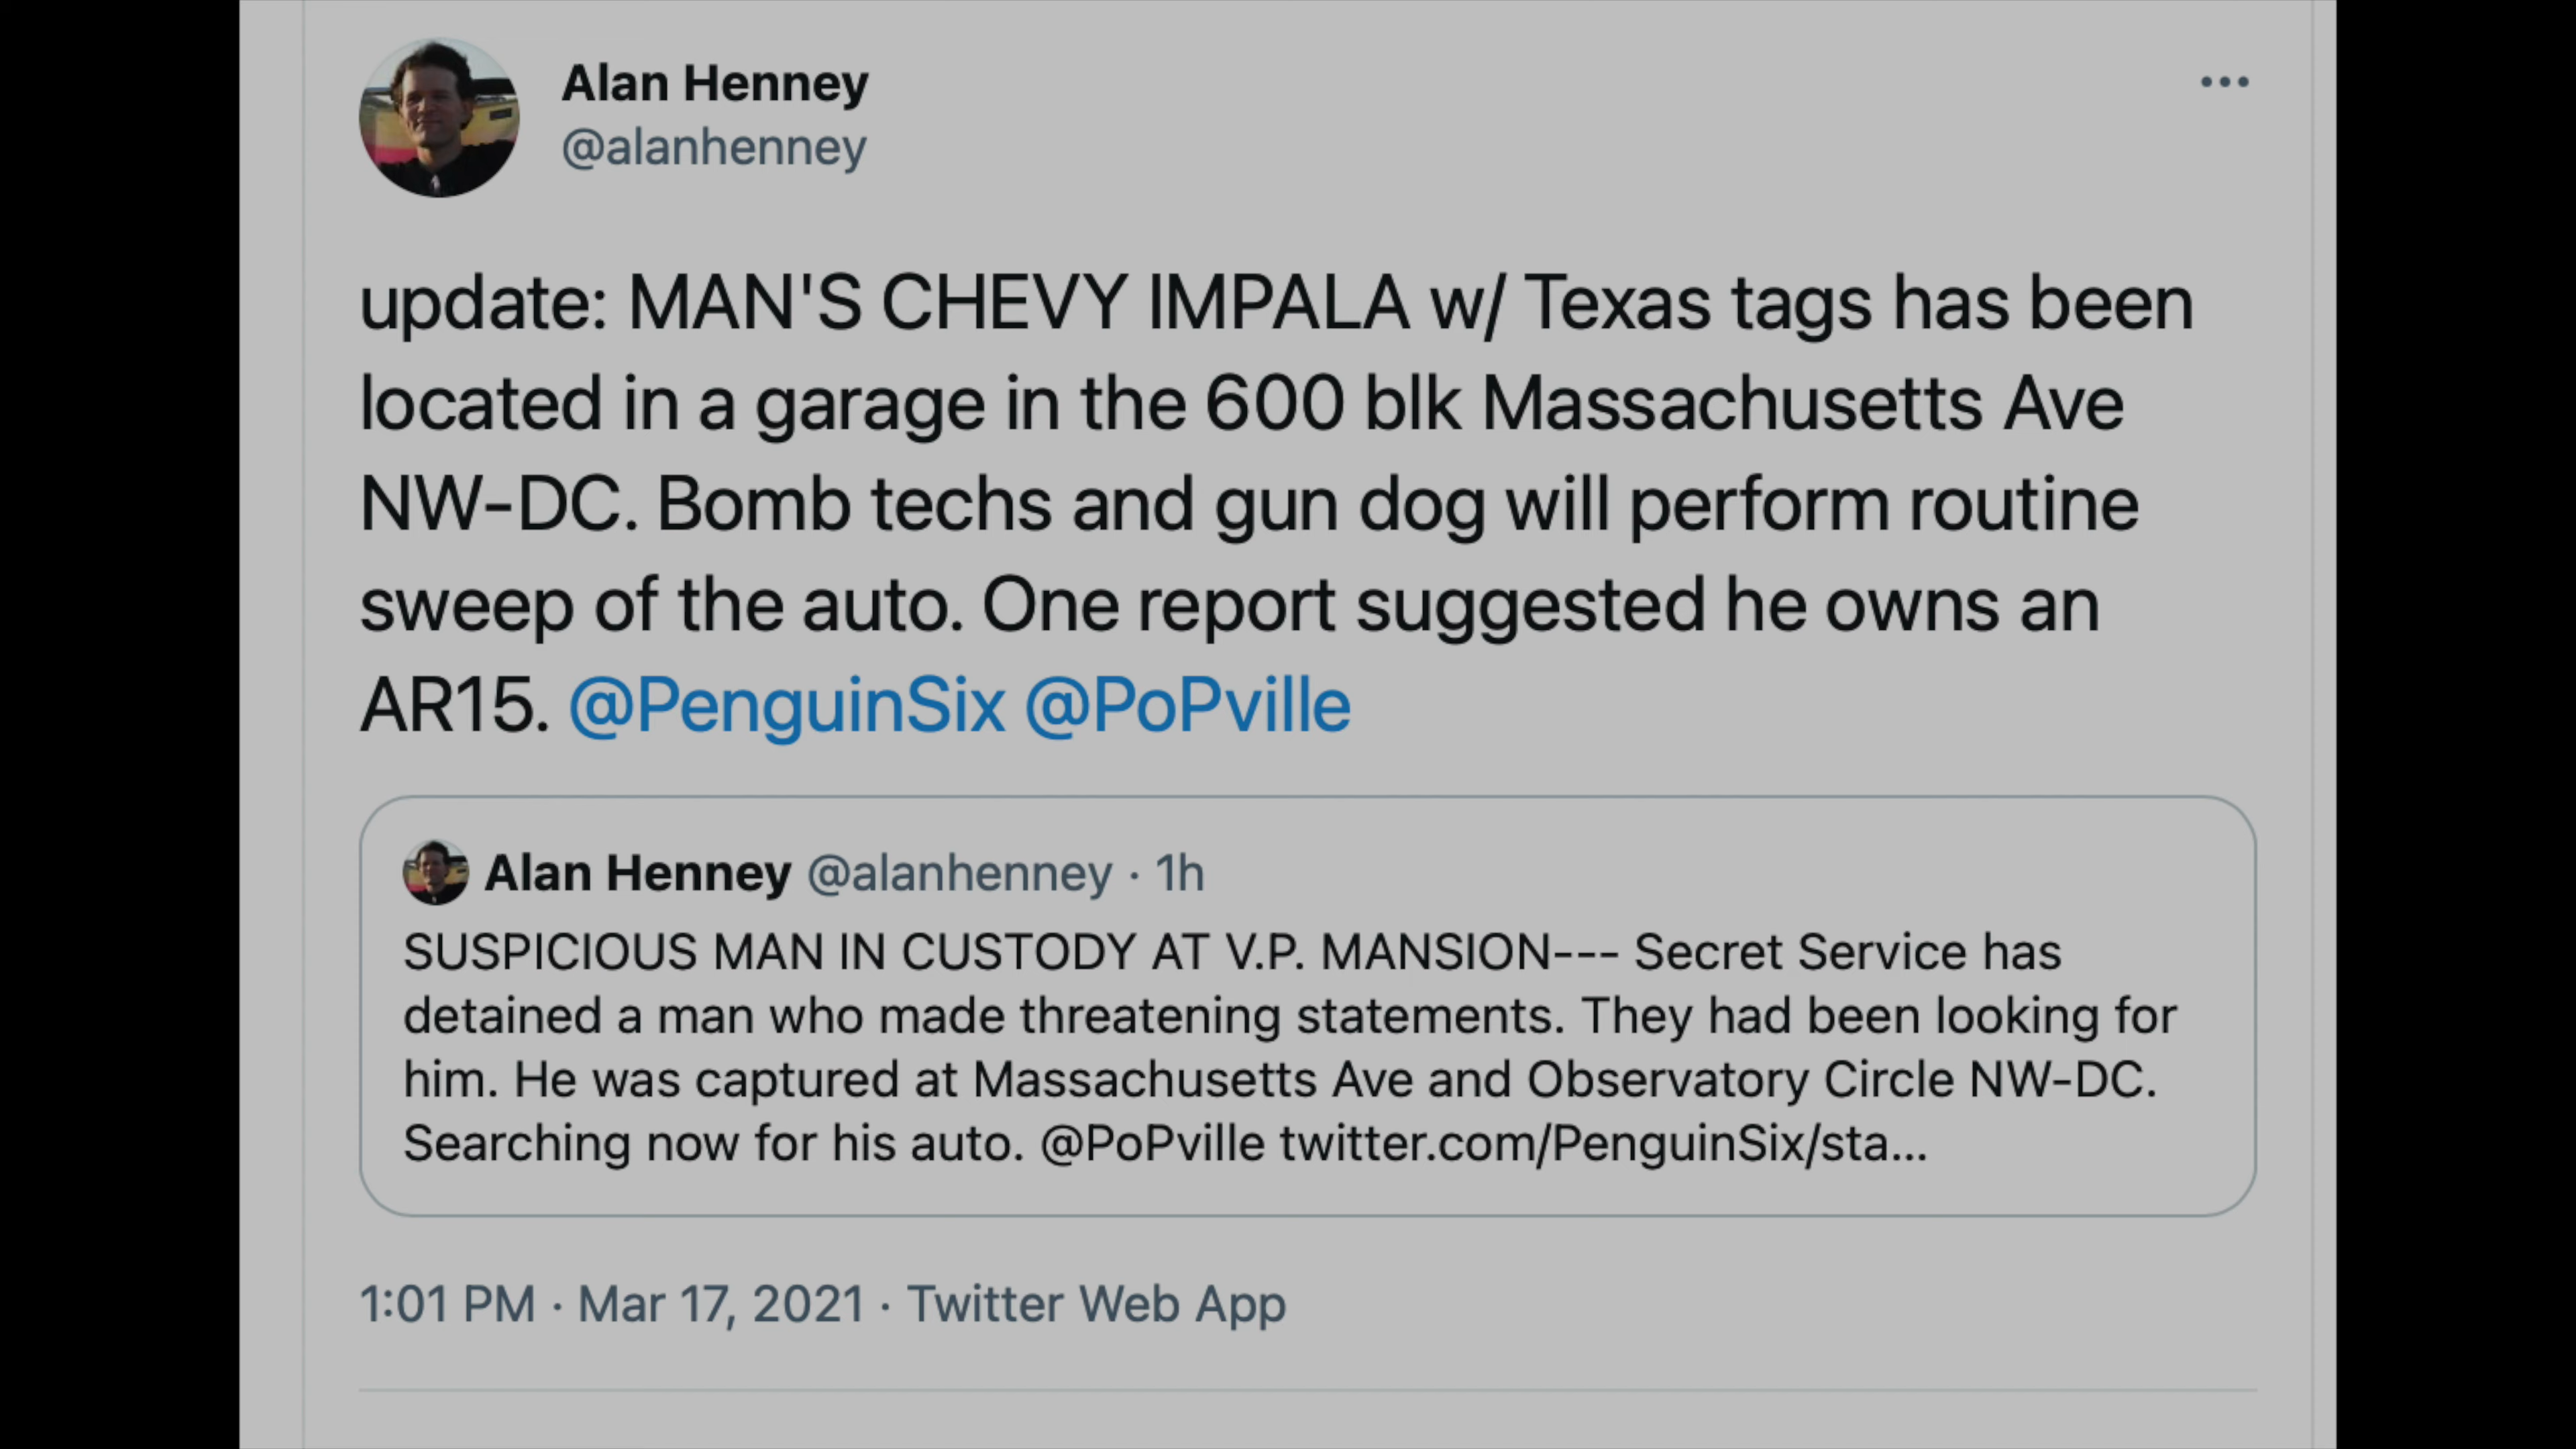 Alan Henney
@alanhenney
update: MAN'S CHEVY IMPALA w/ Texas tags has been
located in a garage in the 600 blk Massachusetts Ave
NW-DC. Bomb techs and gun dog will perform routine
sweep of the auto. One report suggested he owns an
AR15. @PenguinSix @PoPville
Alan Henney @alanhenney · 1h
SUSPICIOUS MAN IN CUSTODY AT V.P. MANSION--- Secret Service has
detained a man who made threatening statements. They had been looking for
him. He was captured at Massachusetts Ave and Observatory Circle NW-DC.
Searching now for his auto. @PoPville twitter.com/PenguinSix/sta...
1:01 PM · Mar 17, 2021 · Twitter Web App